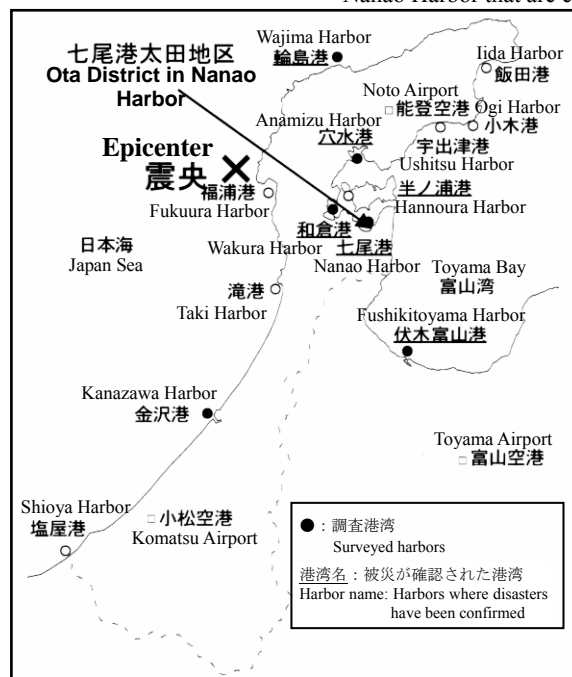 Nanao Harbor that are c
Wajima Harbor
輪島港
七尾港太田地区
Ota District in Nanao
Harbor
Iida Harbor
飯田港
Noto Airport
能登空港
Ogi Harbor
小木港
Anamizu Harbor
穴水港
宇出津港
Ushitsu Harbor
Epicenter
震央
福浦港
Fukuura Harbor
半ノ浦港
Hannoura Harbor
和倉港
Wakura Harbor
七尾港
Nanao Harbor
日本海
Japan Sea
滝港
Taki Harbor
Toyama Bay
富山湾
Fushikitoyama Harbor
伏木富山港
Kanazawa Harbor
金沢港
Toyama Airport
富山空港
Shioya Harbor
塩屋港
小松空港
Komatsu Airport
●：調査港湾
Surveyed harbors
港湾名：被災が確認された港湾
Harbor name: Harbors where disasters
have been confirmed